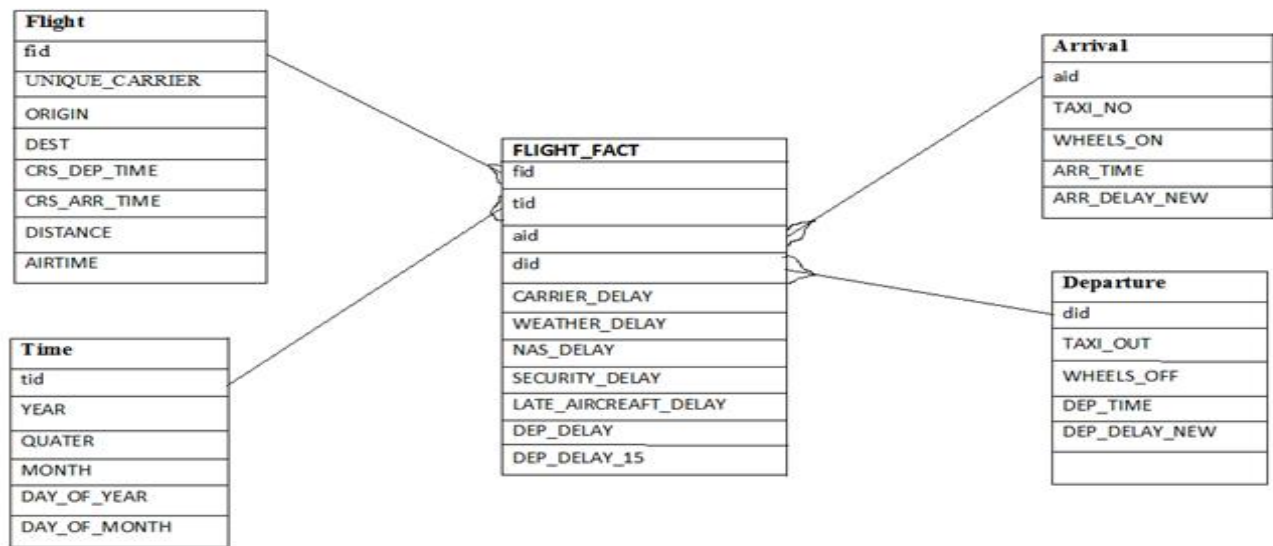 Flight
fid
UNIQUE_CARRIER
ORIGIN
DEST
CRS_DEP_TIME
CRS_ARR_TIME
DISTANCE
AIRTIME
Time
tid
YEAR
QUATER
MONTH
DAY_OF_YEAR
DAY_OF_MONTH
FLIGHT_FACT
fid
tid
aid
did
CARRIER_DELAY
WEATHER_DELAY
NAS_DELAY
SECURITY_DELAY
LATE_AIRCREAFT_DELAY
DEP_DELAY
DEP_DELAY_15
Arrival
aid
TAXI_NO
WHEELS_ON
ARR_TIME
ARR_DELAY_NEW
Departure
did
TAXI_OUT
WHEELS_OFF
DEP_TIME
DEP_DELAY_NEW